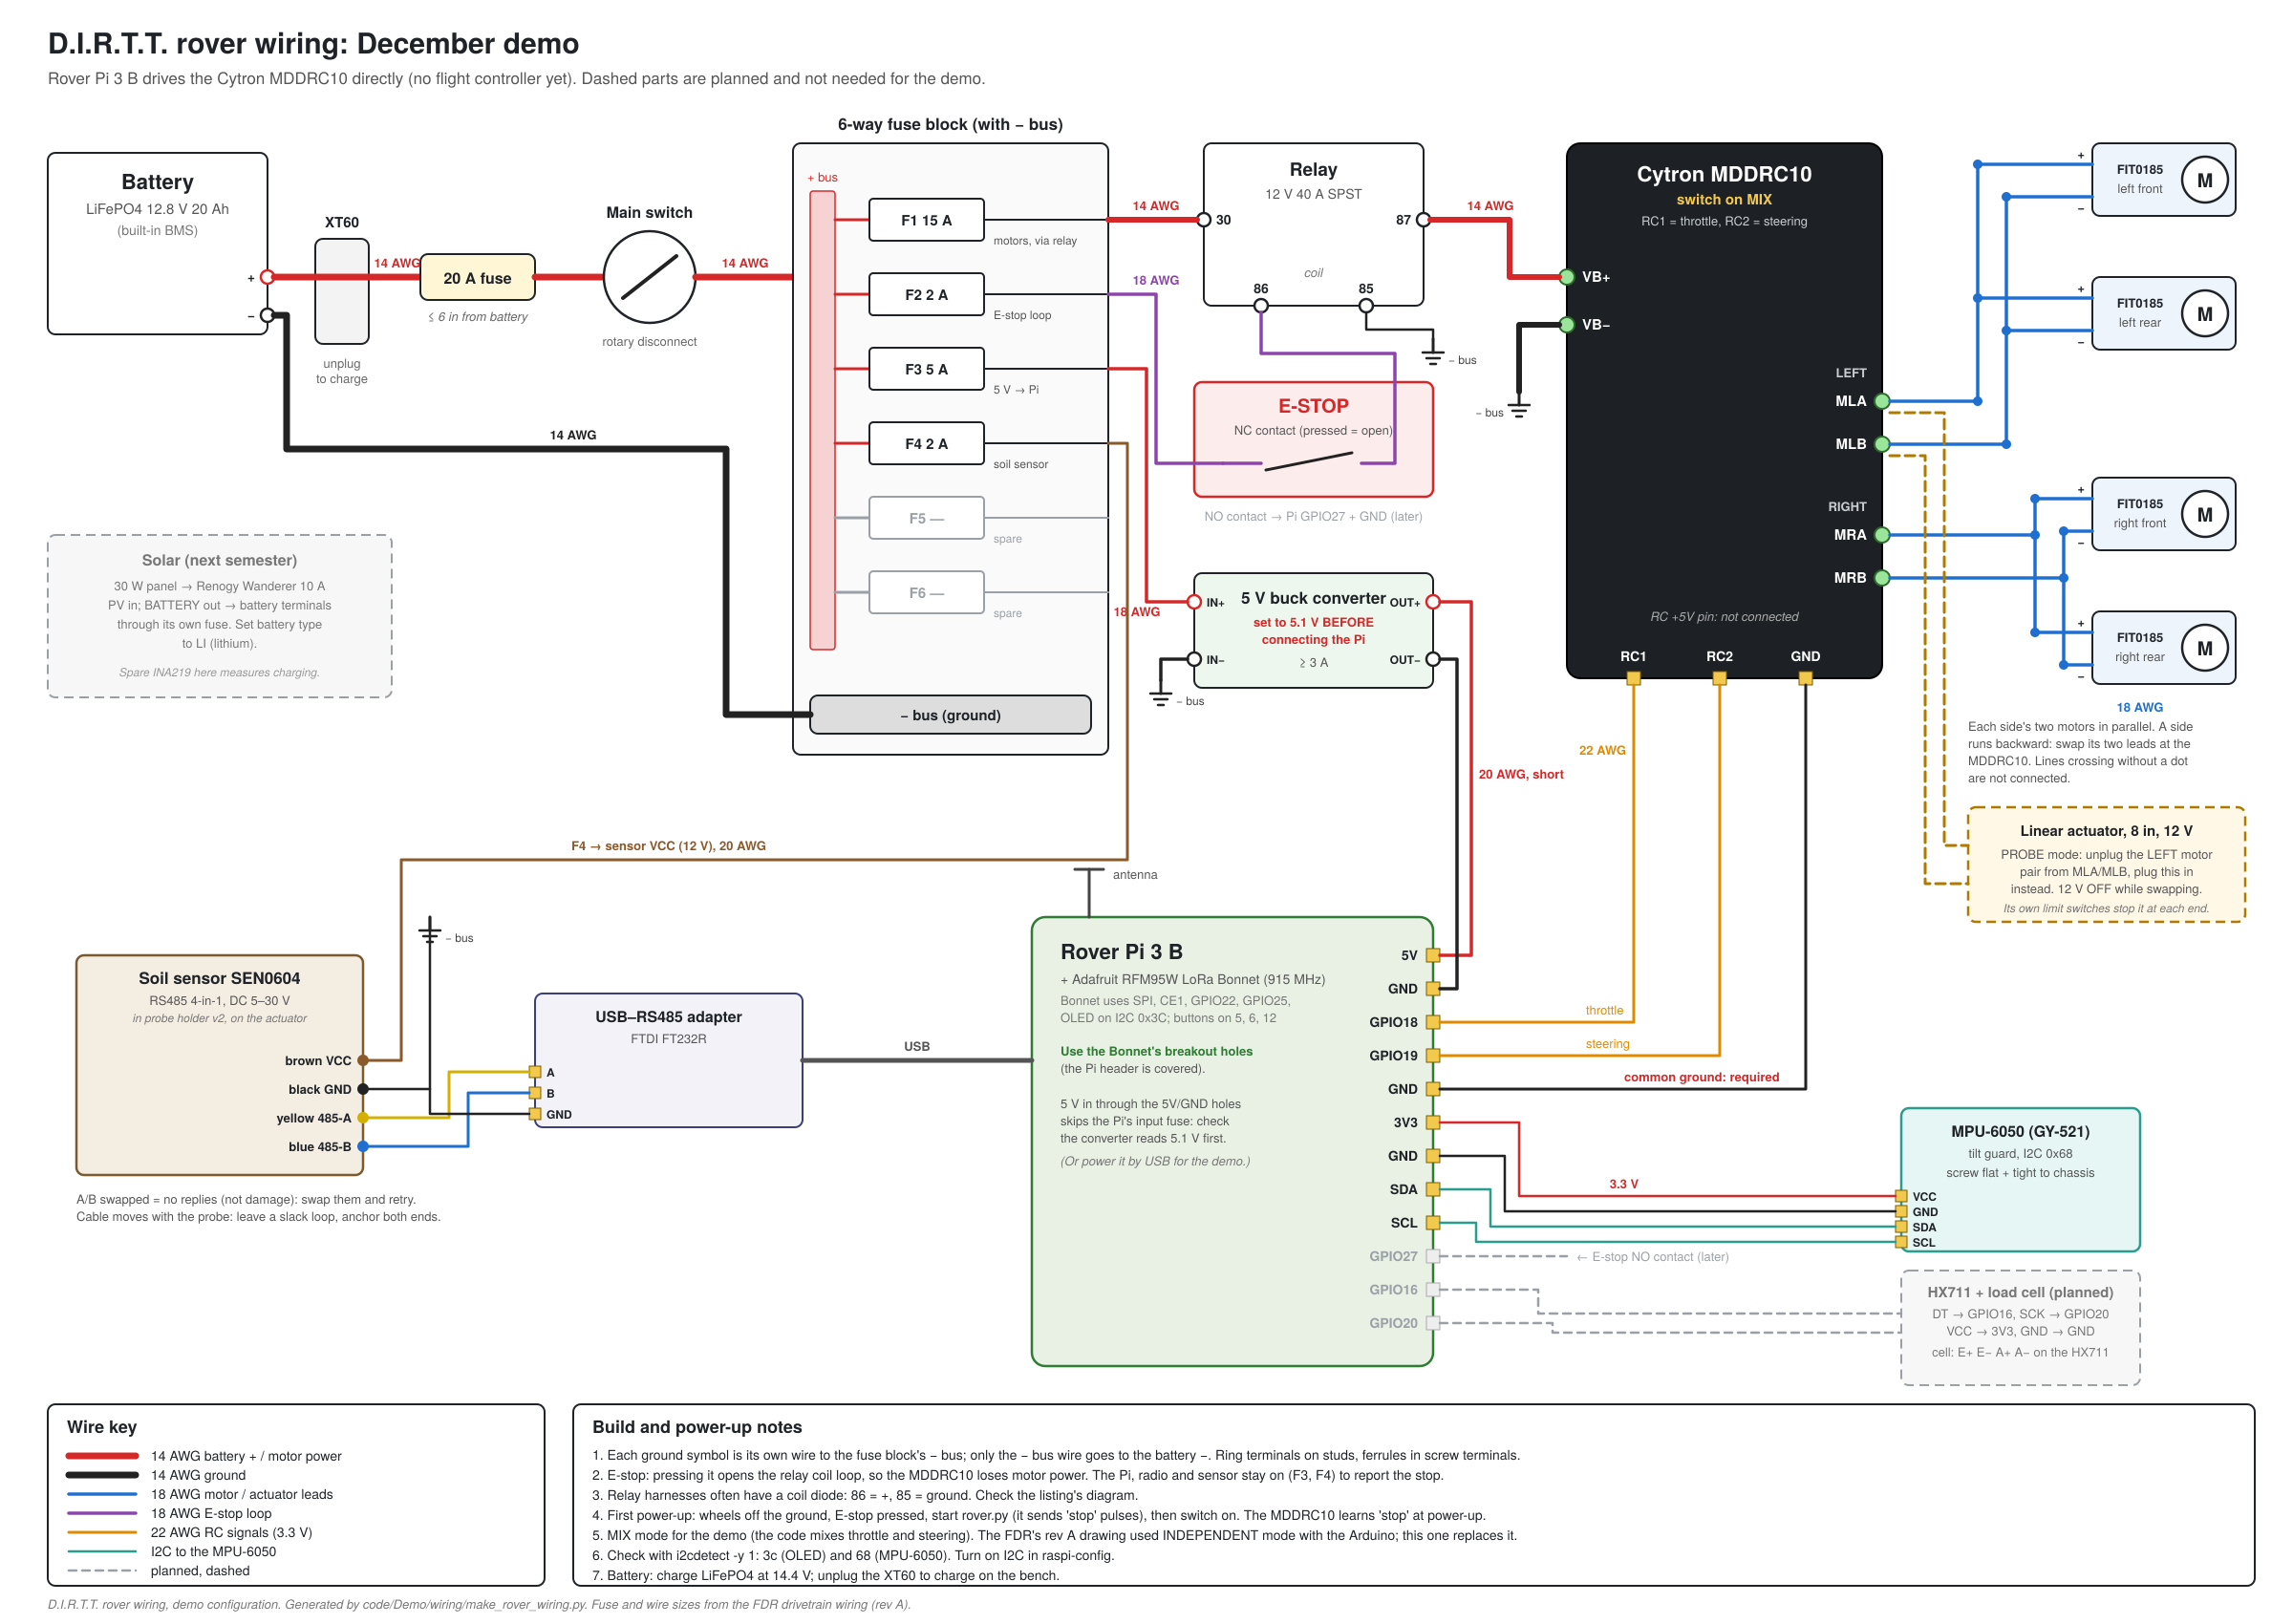 D.I.R.T.T. rover wiring: December demo
Rover Pi 3 B drives the Cytron MDDRC10 directly (no flight controller yet). Dashed parts are planned and not needed for the demo.
Battery
LiFePO4 12.8 V 20 Ah
(built-in BMS)
+
−
XT60
unplug
to charge
14 AWG
20 A fuse
≤ 6 in from battery
Main switch
rotary disconnect
14 AWG
14 AWG
6-way fuse block (with − bus)
+ bus
F1 15 A
motors, via relay
F2 2 A
E-stop loop
F3 5 A
5 V → Pi
F4 2 A
soil sensor
F5 —
spare
F6 —
spare
− bus (ground)
14 AWG
18 AWG
18 AWG
Relay
12 V 40 A SPST
30
87
coil
86
85
− bus
14 AWG
E-STOP
NC contact (pressed = open)
NO contact → Pi GPIO27 + GND (later)
5 V buck converter
set to 5.1 V BEFORE
connecting the Pi
≥ 3 A
IN+
IN−
OUT+
OUT−
− bus
20 AWG, short
Cytron MDDRC10
switch on MIX
RC1 = throttle, RC2 = steering
VB+
VB−
− bus
LEFT
MLA
MLB
RIGHT
MRA
MRB
RC +5V pin: not connected
RC1
RC2
GND
22 AWG
+
−
FIT0185
left front
M
+
−
FIT0185
left rear
M
+
−
FIT0185
right front
M
+
−
FIT0185
right rear
M
18 AWG
Each side's two motors in parallel. A side
runs backward: swap its two leads at the
MDDRC10. Lines crossing without a dot
are not connected.
Linear actuator, 8 in, 12 V
PROBE mode: unplug the LEFT motor
pair from MLA/MLB, plug this in
instead. 12 V OFF while swapping.
Its own limit switches stop it at each end.
Solar (next semester)
30 W panel → Renogy Wanderer 10 A
PV in; BATTERY out → battery terminals
through its own fuse. Set battery type
to LI (lithium).
Spare INA219 here measures charging.
F4 → sensor VCC (12 V), 20 AWG
antenna
− bus
Soil sensor SEN0604
RS485 4-in-1, DC 5–30 V
in probe holder v2, on the actuator
brown VCC
black GND
yellow 485-A
blue 485-B
A/B swapped = no replies (not damage): swap them and retry.
Cable moves with the probe: leave a slack loop, anchor both ends.
USB–RS485 adapter
FTDI FT232R
A
B
GND
USB
Rover Pi 3 B
+ Adafruit RFM95W LoRa Bonnet (915 MHz)
Bonnet uses SPI, CE1, GPIO22, GPIO25,
OLED on I2C 0x3C; buttons on 5, 6, 12
Use the Bonnet's breakout holes
(the Pi header is covered).
5 V in through the 5V/GND holes
skips the Pi's input fuse: check
the converter reads 5.1 V first.
(Or power it by USB for the demo.)
5V
GND
GPIO18
GPIO19
GND
3V3
GND
SDA
SCL
GPIO27
GPIO16
GPIO20
throttle
steering
common ground: required
3.3 V
← E-stop NO contact (later)
MPU-6050 (GY-521)
tilt guard, I2C 0x68
screw flat + tight to chassis
VCC
GND
SDA
SCL
HX711 + load cell (planned)
DT → GPIO16, SCK → GPIO20
VCC → 3V3, GND → GND
cell: E+ E− A+ A− on the HX711
Wire key
14 AWG battery + / motor power
14 AWG ground
18 AWG motor / actuator leads
18 AWG E-stop loop
22 AWG RC signals (3.3 V)
I2C to the MPU-6050
planned, dashed
Build and power-up notes
1. Each ground symbol is its own wire to the fuse block's − bus; only the − bus wire goes to the battery −. Ring terminals on studs, ferrules in screw terminals.
2. E-stop: pressing it opens the relay coil loop, so the MDDRC10 loses motor power. The Pi, radio and sensor stay on (F3, F4) to report the stop.
3. Relay harnesses often have a coil diode: 86 = +, 85 = ground. Check the listing's diagram.
4. First power-up: wheels off the ground, E-stop pressed, start rover.py (it sends 'stop' pulses), then switch on. The MDDRC10 learns 'stop' at power-up.
5. MIX mode for the demo (the code mixes throttle and steering). The FDR's rev A drawing used INDEPENDENT mode with the Arduino; this one replaces it.
6. Check with i2cdetect -y 1: 3c (OLED) and 68 (MPU-6050). Turn on I2C in raspi-config.
7. Battery: charge LiFePO4 at 14.4 V; unplug the XT60 to charge on the bench.
D.I.R.T.T. rover wiring, demo configuration. Generated by code/Demo/wiring/make_rover_wiring.py. Fuse and wire sizes from the FDR drivetrain wiring (rev A).
14 AWG